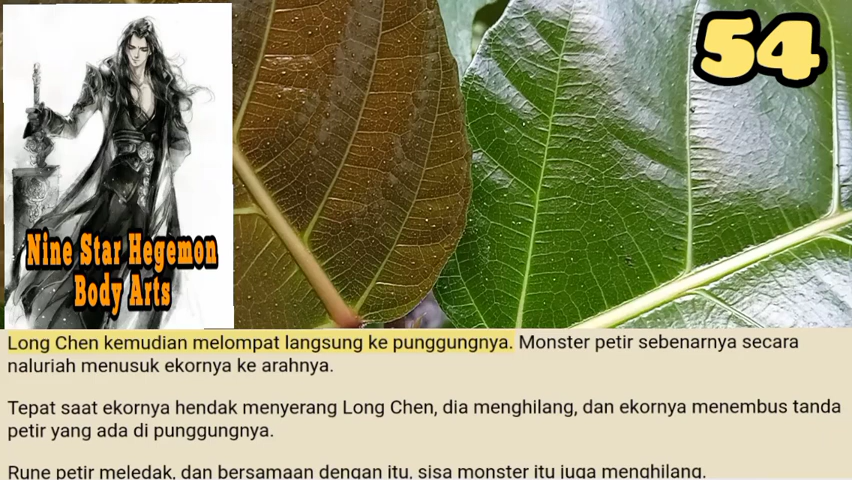 54
Nine Star Hegemon
Body Arts
Long Chen kemudian melompat langsung ke punggungnya. Monster petir sebenarnya secara
naluriah menusuk ekornya ke arahnya.
Tepat saat ekornya hendak menyerang Long Chen, dia menghilang, dan ekornya menembus tanda
petir yang ada di punggungnya.
Rune petir meledak, dan bersamaan dengan itu, sisa monster itu juga menghilang.